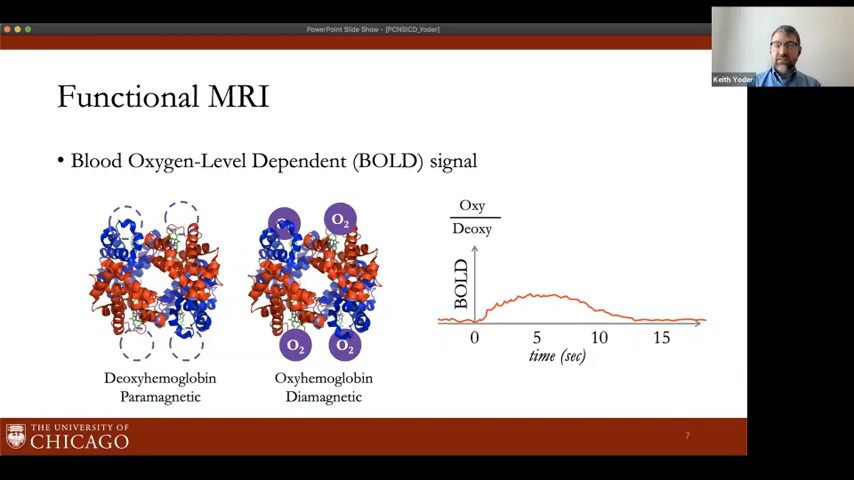 PowerPoint Slide Show - [PCNSICD_Yoder]
Keith Yoder
Functional MRI
• Blood Oxygen-Level Dependent (BOLD) signal
O2
O2
O2
Deoxyhemoglobin
Paramagnetic
Oxyhemoglobin
Diamagnetic
Oxy
Deoxy
BOLD
0 5 10 15
time (sec)
THE UNIVERSITY OF
CHICAGO
7